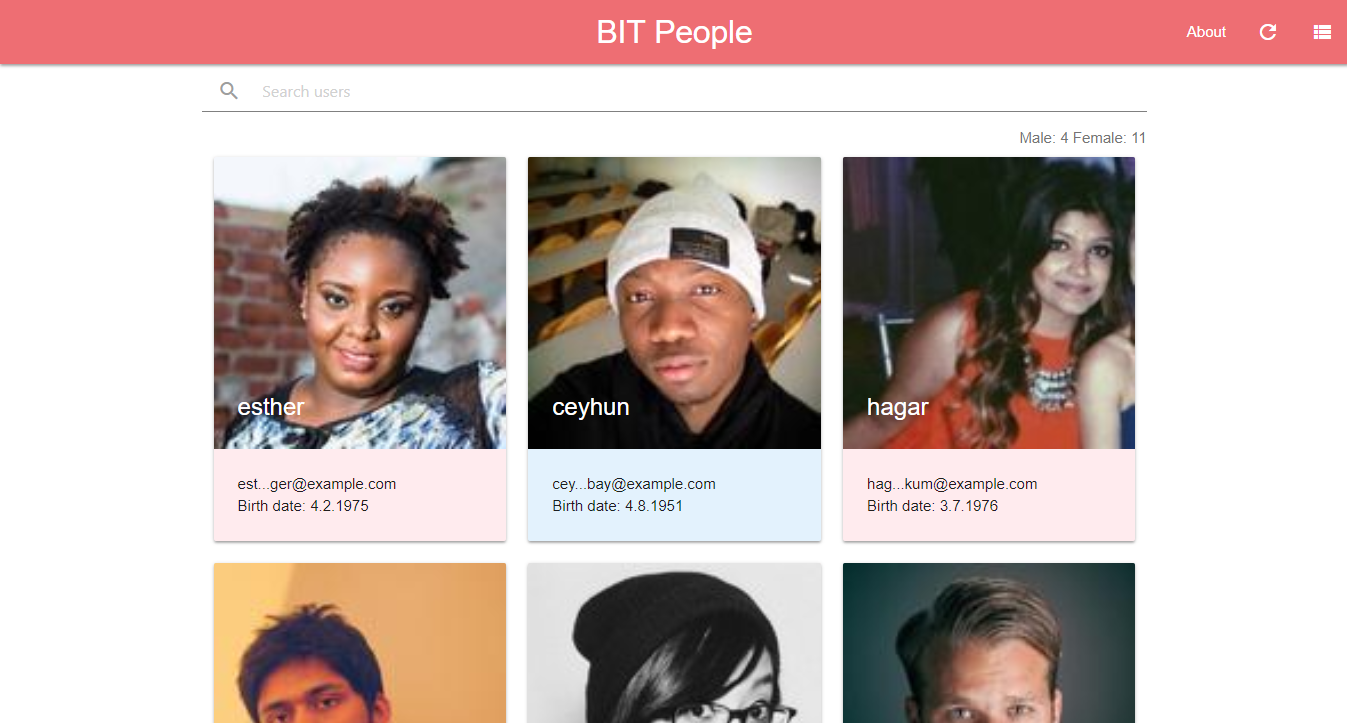 BIT People
About
Search users
Male: 4 Female: 11
esther
ceyhun
hagar
est...ger@example.com
Birth date: 4.2.1975
cey...bay@example.com
Birth date: 4.8.1951
hag...kum@example.com
Birth date: 3.7.1976